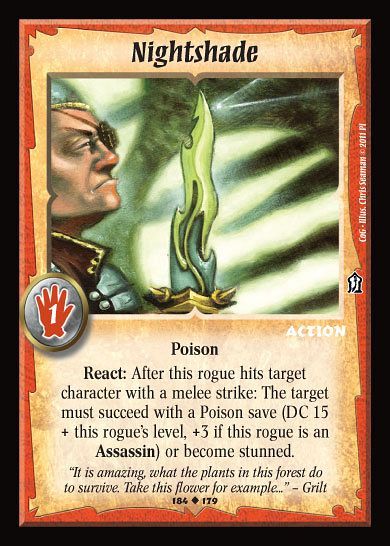 Nightshade
C06 • Illus. Chris Seaman © 2011 PI
1
ACTION
Poison
React: After this rogue hits target
character with a melee strike: The target
must succeed with a Poison save (DC 15
+ this rogue's level, +3 if this rogue is an
Assassin) or become stunned.
"It is amazing, what the plants in this forest do
to survive. Take this flower for example..." – Grilt
184 ◆ 179